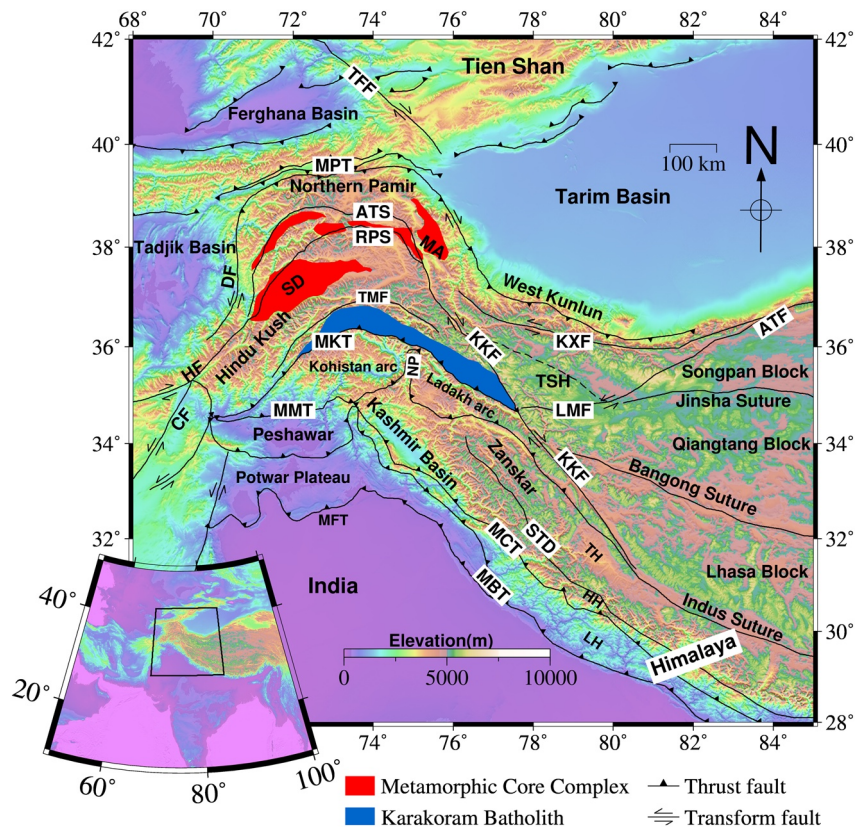 68° 70° 72° 74° 76° 78° 80° 82° 84°
42° 42°
Tien Shan
TFF
Ferghana Basin
40° 40°
100 km
N
MPT
Northern Pamir
Tarim Basin
ATS
RPS
MA
38° 38°
Tadjik Basin
DF
SD
West Kunlun
TMF
ATF
Hindu Kush
MKT
KKF
KXF
36° 36°
HF
Kohistan arc
NP
TSH
Songpan Block
Ladakh arc
Jinsha Suture
CF
MMT
LMF
Peshawar
Kashmir Basin
34° 34°
Qiangtang Block
Zanskar
KKF
Potwar Plateau
Bangong Suture
MFT
32° 32°
MCT
STD
TH
India
MBT
Lhasa Block
HH
Indus Suture
LH
30°
Himalaya
Elevation(m)
0 5000 10000
28°
40°
20°
60° 80° 100°
74° 76° 78° 80° 82° 84°
Metamorphic Core Complex
Thrust fault
Karakoram Batholith
Transform fault